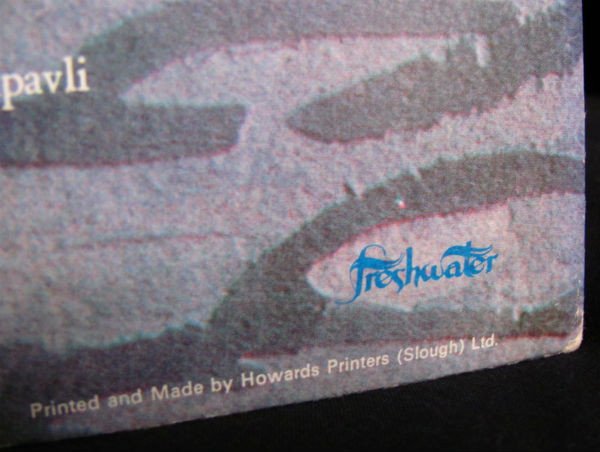 pavli
freshwater
Printed and Made by Howards Printers (Slough) Ltd.